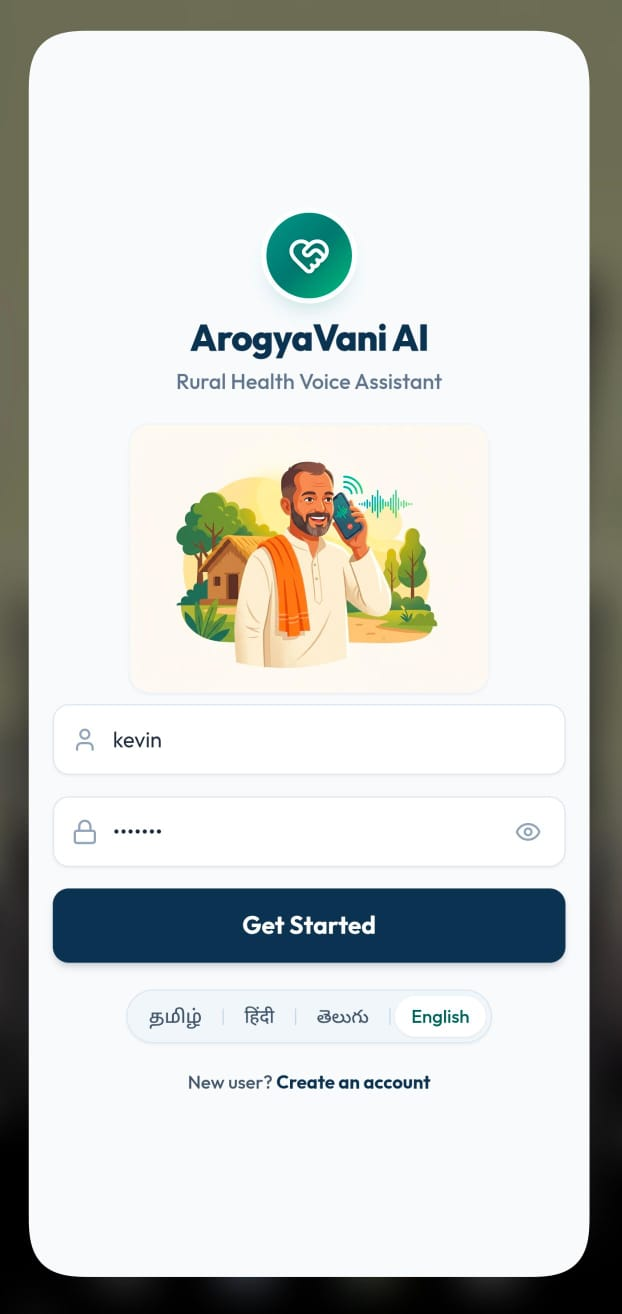 ArogyaVani AI
Rural Health Voice Assistant
kevin
•••••••
Get Started
தமிழ் हिंदी తెలుగు English
New user? Create an account